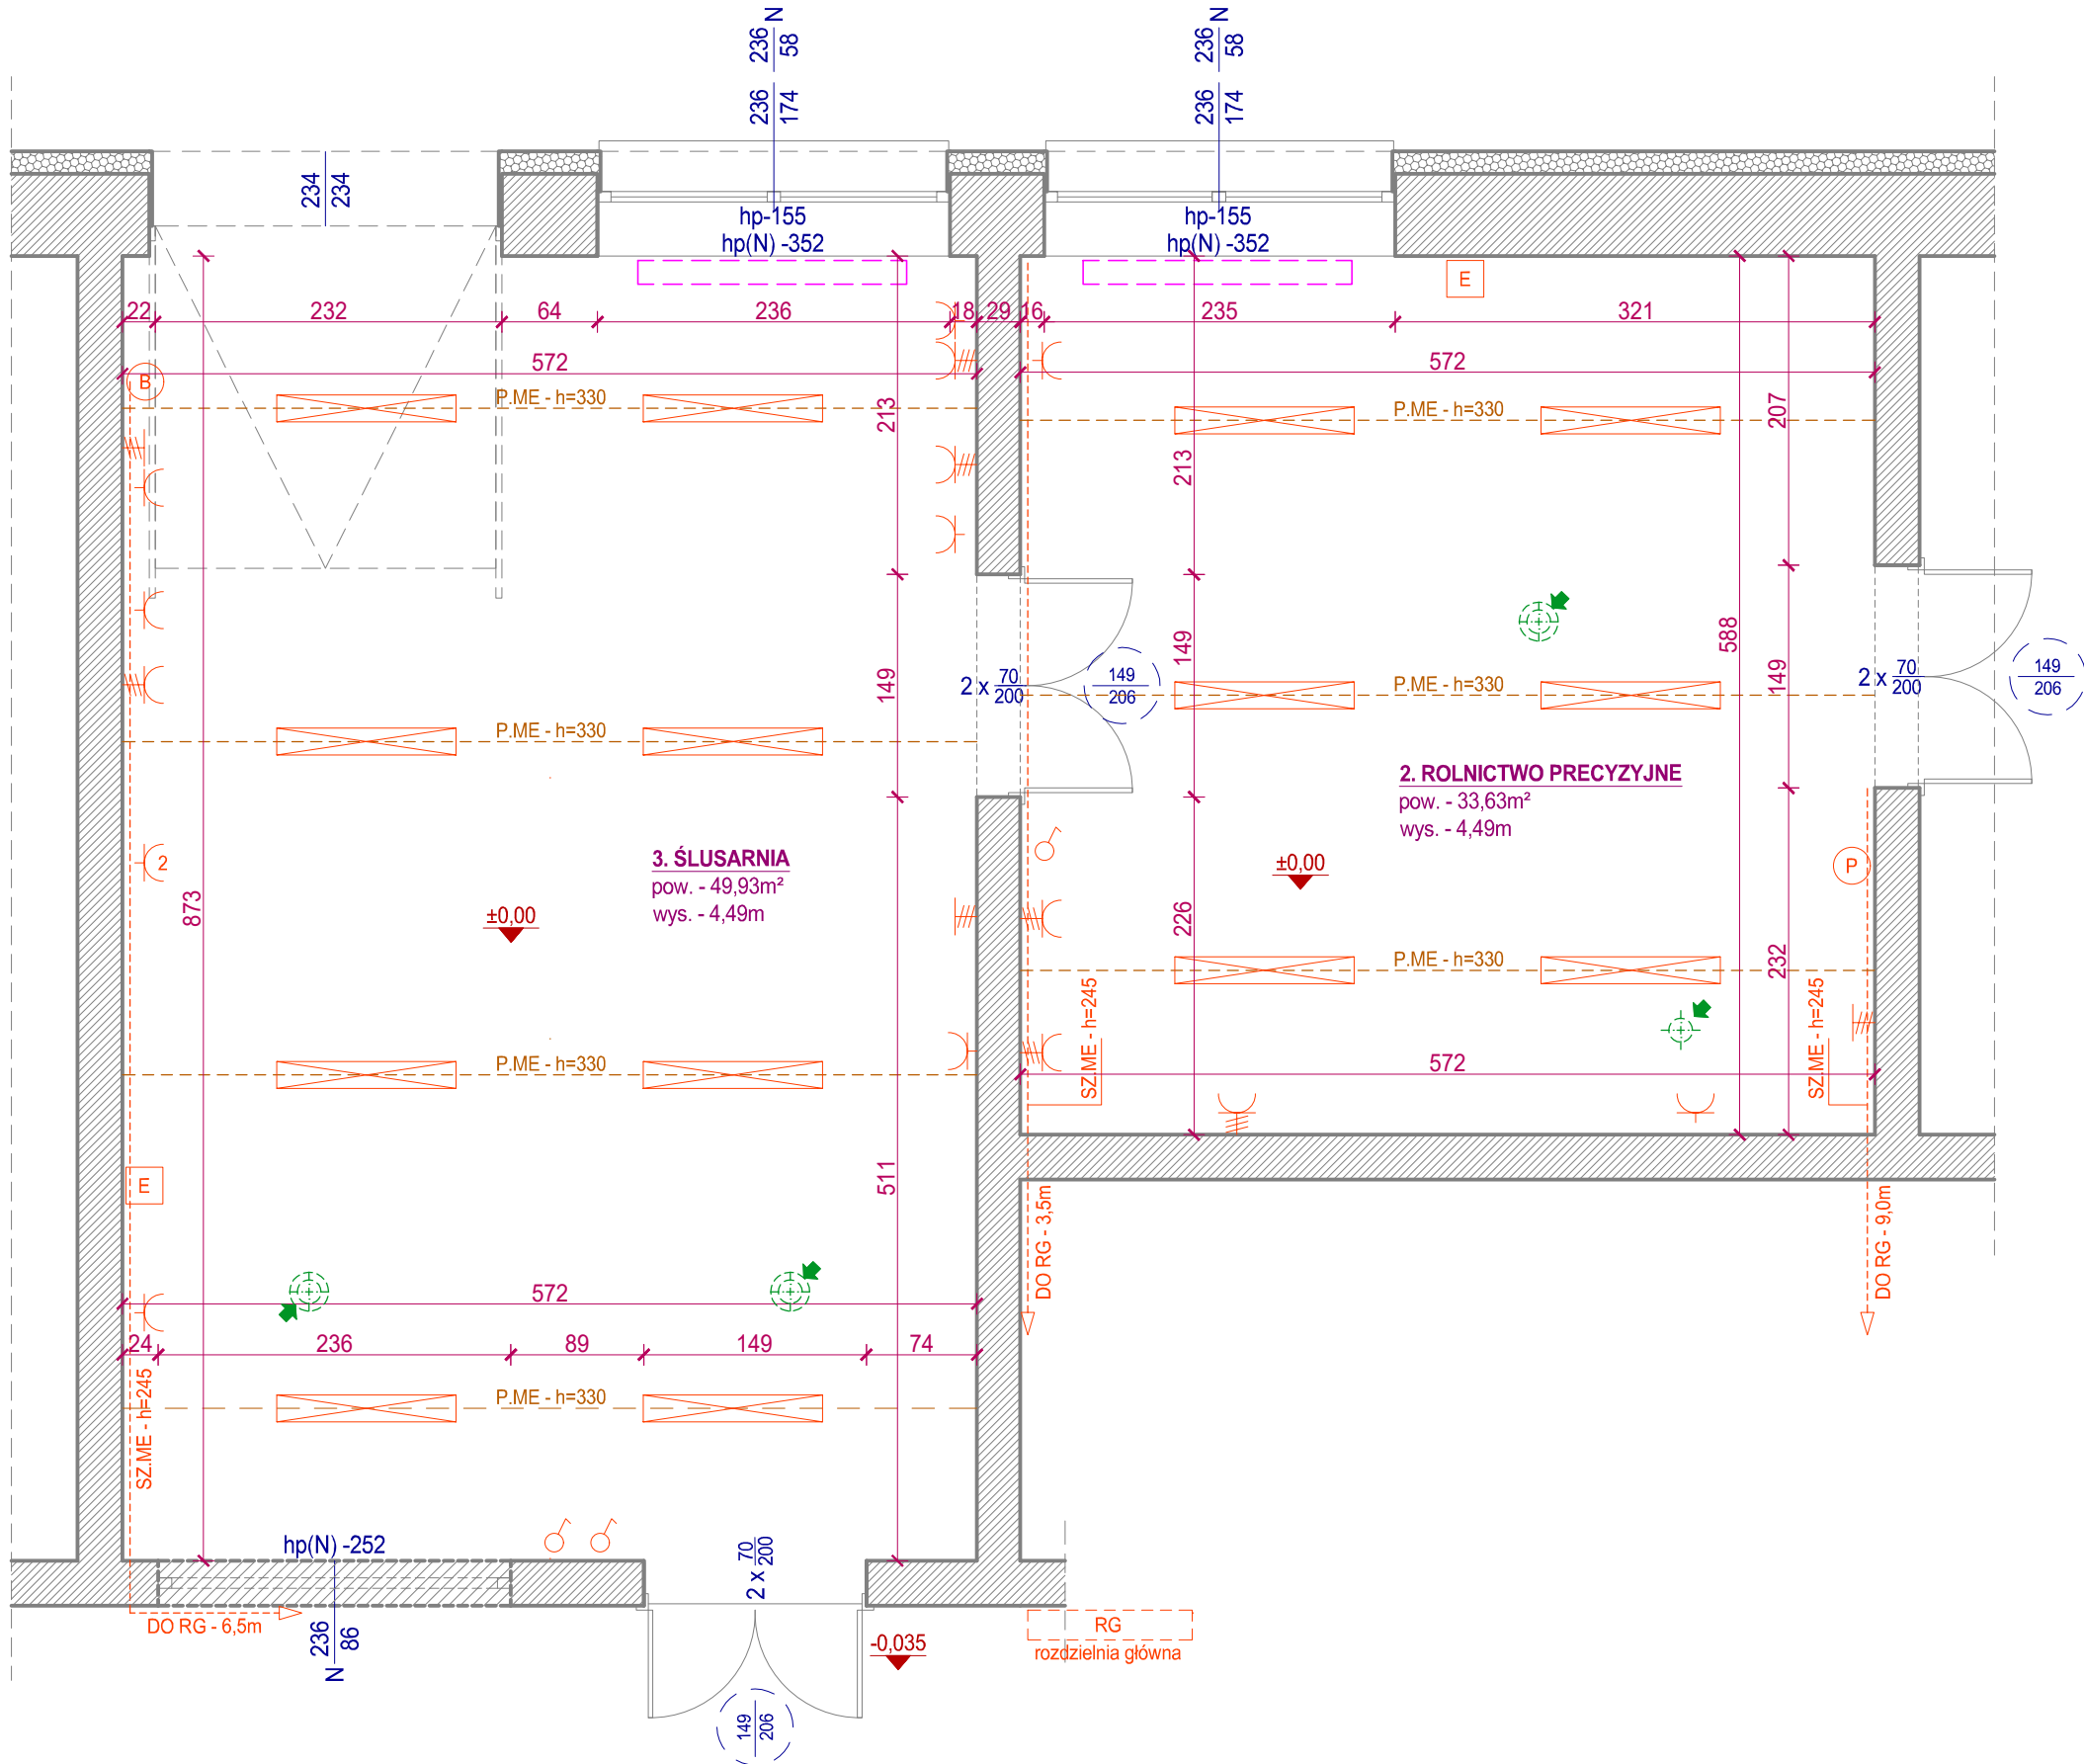 236
58
N
236
174
236
58
N
236
174
234
234
hp-155
hp(N) -352
hp-155
hp(N) -352
E
22
232
64
236
18
29
16
235
321
572
572
B
P.ME - h=330
P.ME - h=330
213
207
213
149
588
149
149
2 x 70
200
149
206
2 x 70
200
149
206
P.ME - h=330
P.ME - h=330
2. ROLNICTWO PRECYZYJNE
pow. - 33,63m²
wys. - 4,49m
3. ŚLUSARNIA
pow. - 49,93m²
wys. - 4,49m
2
±0,00
P
873
±0,00
226
232
P.ME - h=330
SZ.ME - h=245
SZ.ME - h=245
P.ME - h=330
572
511
E
DO RG - 3,5m
DO RG - 9,0m
572
24
236
89
149
74
P.ME - h=330
SZ.ME - h=245
hp(N) -252
2 x 70
200
DO RG - 6,5m
236
86
N
-0,035
RG
rozdzielnia główna
149
206